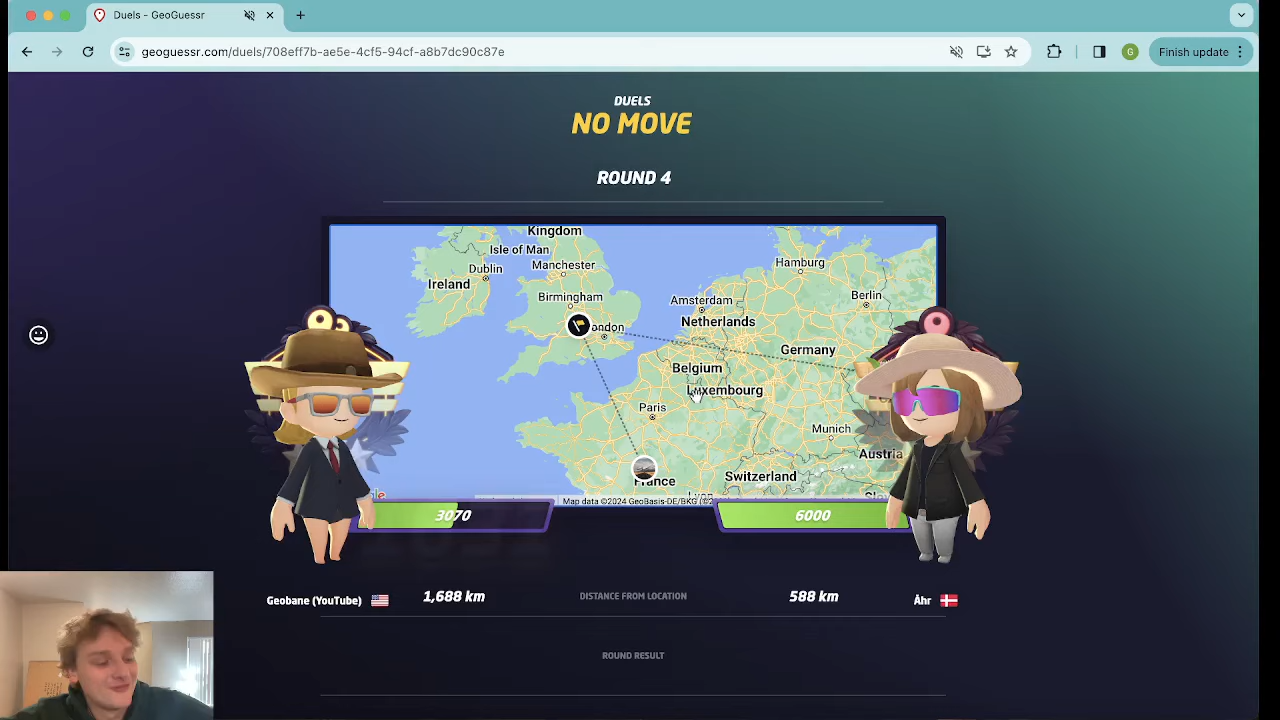 Duels - GeoGuessr
geoguessr.com/duels/708eff7b-ae5e-4cf5-94cf-a8b7dc90c87e
G
Finish update
DUELS
NO MOVE
ROUND 4
Kingdom
Isle of Man
Hamburg
Dublin
Manchester
Ireland
Birmingham
Amsterdam
Berlin
Netherlands
ondon
Germany
Belgium
Luxembourg
Paris
Munich
Austria
Switzerland
France
Map data ©2024 GeoBasis-DE/BKG
3070
6000
Geobane (YouTube)
1,688 km
DISTANCE FROM LOCATION
588 km
Åhr
ROUND RESULT